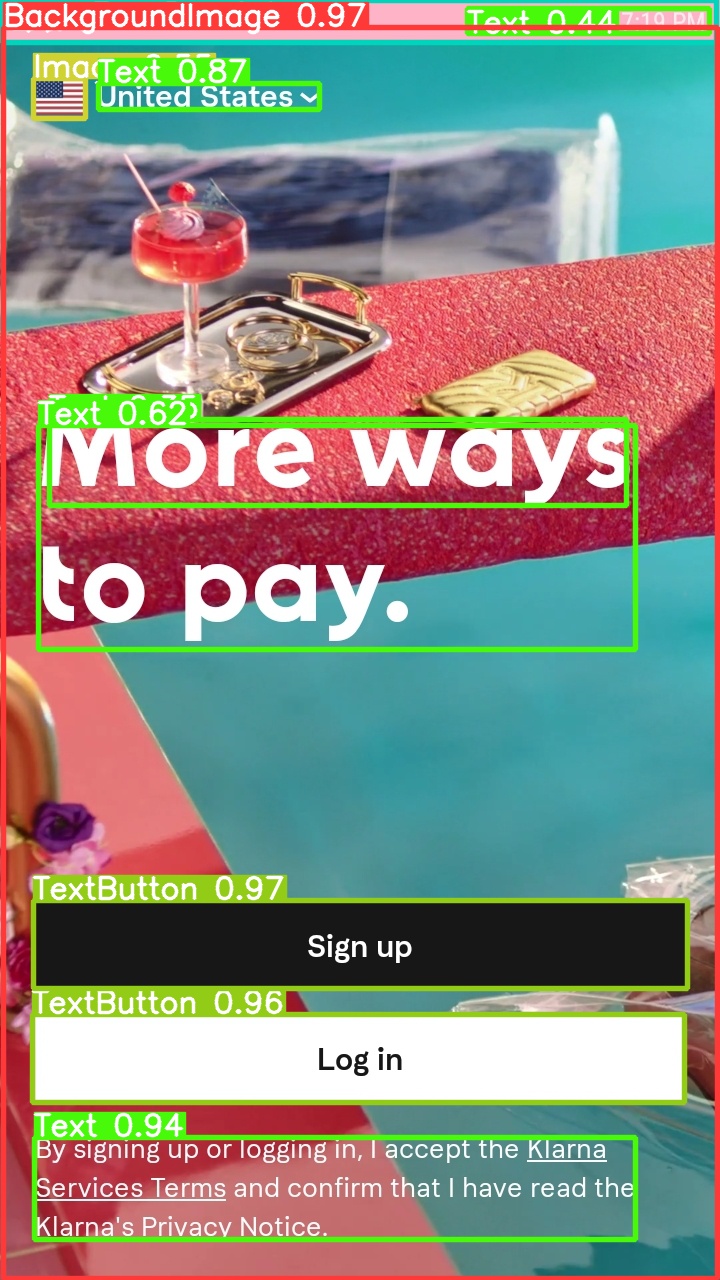 BackgroundImage 0.97
Text 0.44
7:19 PM
Text 0.87
United States
Text 0.62
More ways
to pay.
TextButton 0.97
Sign up
TextButton 0.96
Log in
Text 0.94
By signing up or logging in, I accept the Klarna
Services Terms and confirm that I have read the
Klarna's Privacy Notice.